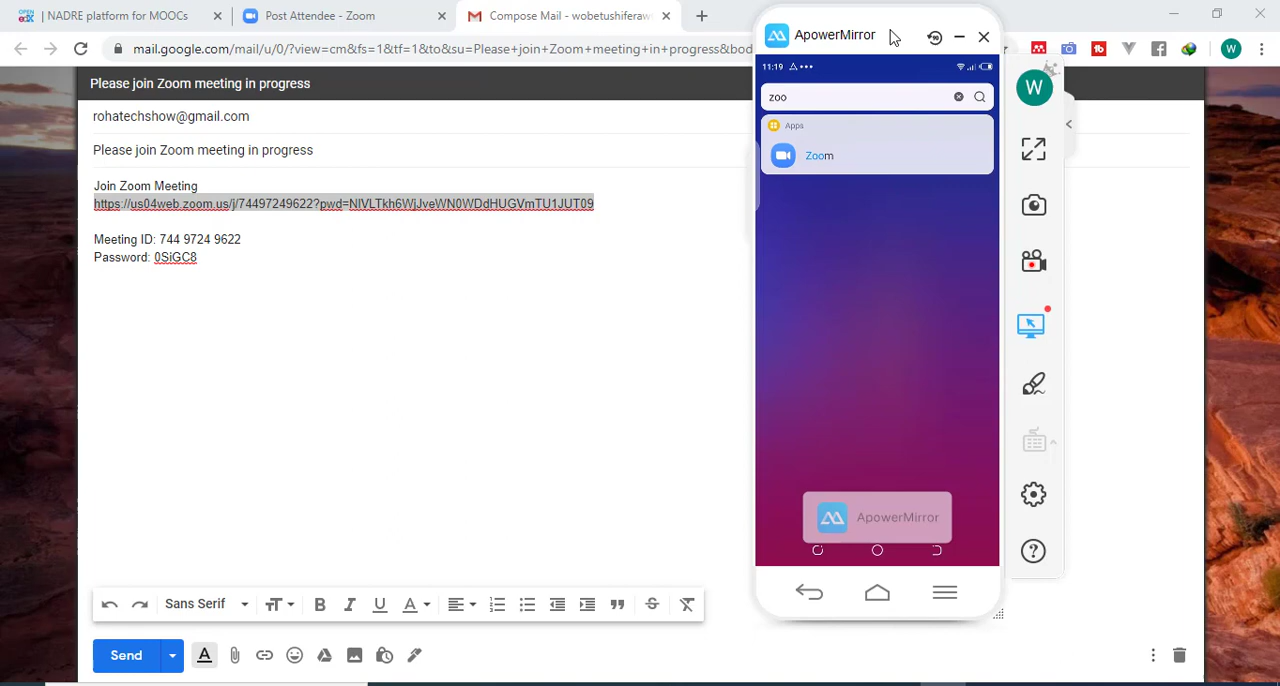 OPEN edX | NADRE platform for MOOCs
Post Attendee - Zoom
Compose Mail - wobetushiferaw
mail.google.com/mail/u/0/?view=cm&fs=1&tf=1&to&su=Please+join+Zoom+meeting+in+progress&bod
W
Please join Zoom meeting in progress
rohatechshow@gmail.com
Please join Zoom meeting in progress
Join Zoom Meeting
https://us04web.zoom.us/j/74497249622?pwd=NlVLTkh6WjJveWN0WDdHUGVmTU1JUT09
Meeting ID: 744 9724 9622
Password: 0SiGC8
Sans Serif
Send
ApowerMirror
11:19
zoo
Apps
Zoom
ApowerMirror
W